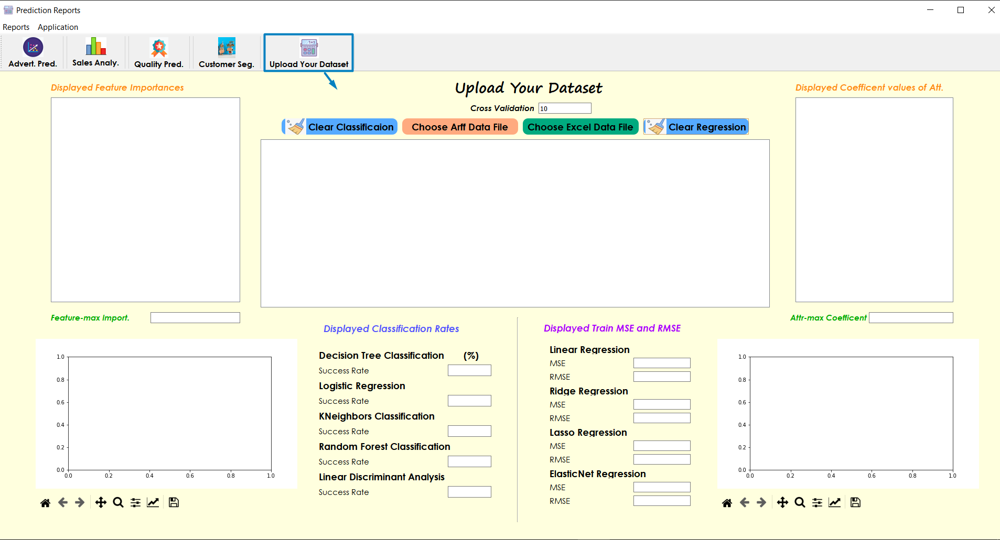 Prediction Reports
Reports Application
Advert. Pred. Sales Analy. Quality Pred. Customer Seg. 1+1 Upload Your Dataset
Displayed Feature Importances
Upload Your Dataset
Displayed Coefficent values of Att.
Cross Validation 10
Clear Classificaion Choose Arff Data File Choose Excel Data File Clear Regression
Feature-max Import.
Attr-max Coefficent
Displayed Classification Rates
Decision Tree Classification (%)
Success Rate
Logistic Regression
Success Rate
KNeighbors Classification
Success Rate
Random Forest Classification
Success Rate
Linear Discriminant Analysis
Success Rate
Displayed Train MSE and RMSE
Linear Regression
MSE
RMSE
Ridge Regression
MSE
RMSE
Lasso Regression
MSE
RMSE
ElasticNet Regression
MSE
RMSE
1.0
0.8
0.6
0.4
0.2
0.0
0.0 0.2 0.4 0.6 0.8 1.0
1.0
0.8
0.6
0.4
0.2
0.0
0.0 0.2 0.4 0.6 0.8 1.0